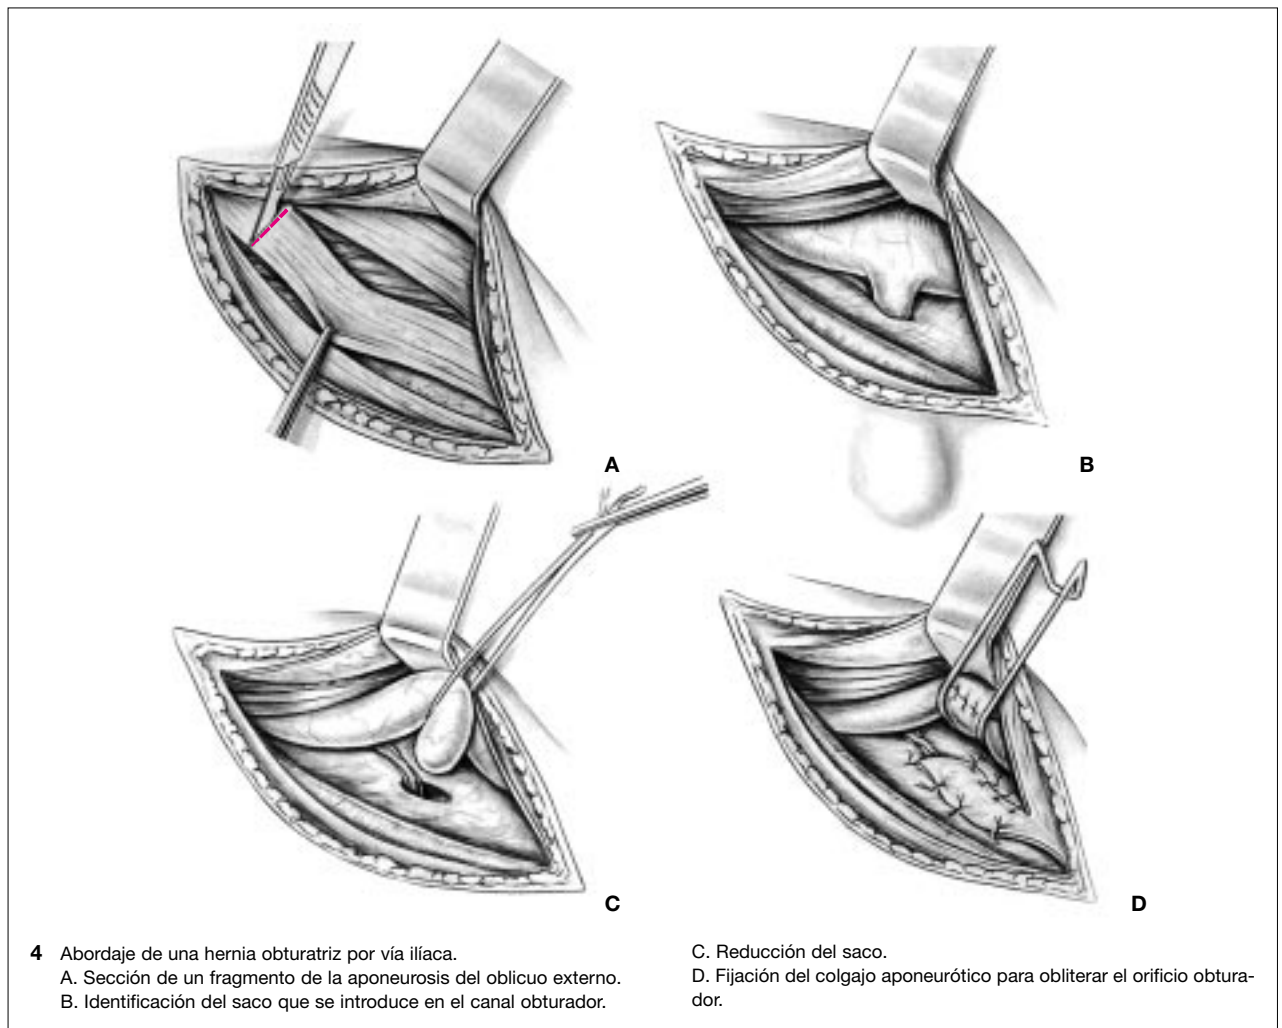 A
B
C
D
4 Abordaje de una hernia obturatriz por vía ilíaca.
A. Sección de un fragmento de la aponeurosis del oblicuo externo.
B. Identificación del saco que se introduce en el canal obturador.
C. Reducción del saco.
D. Fijación del colgajo aponeurótico para obliterar el orificio obtura-
dor.